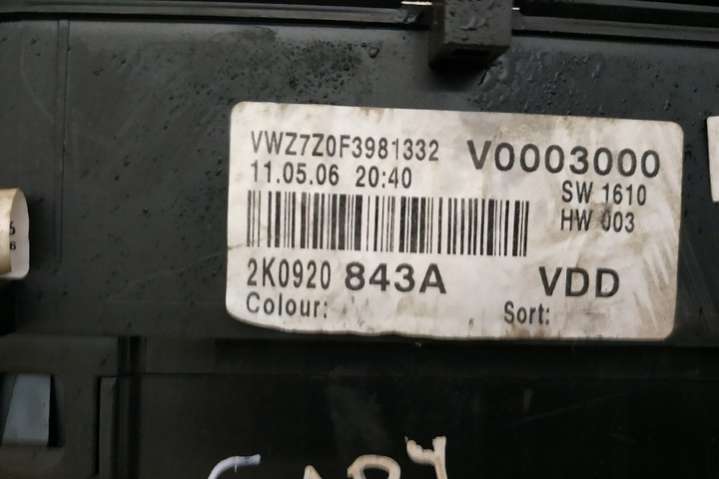 VWZ7Z0F3981332 V0003000
11.05.06 20:40 SW 1610
HW 003
2K0920 843A VDD
Colour: Sort: